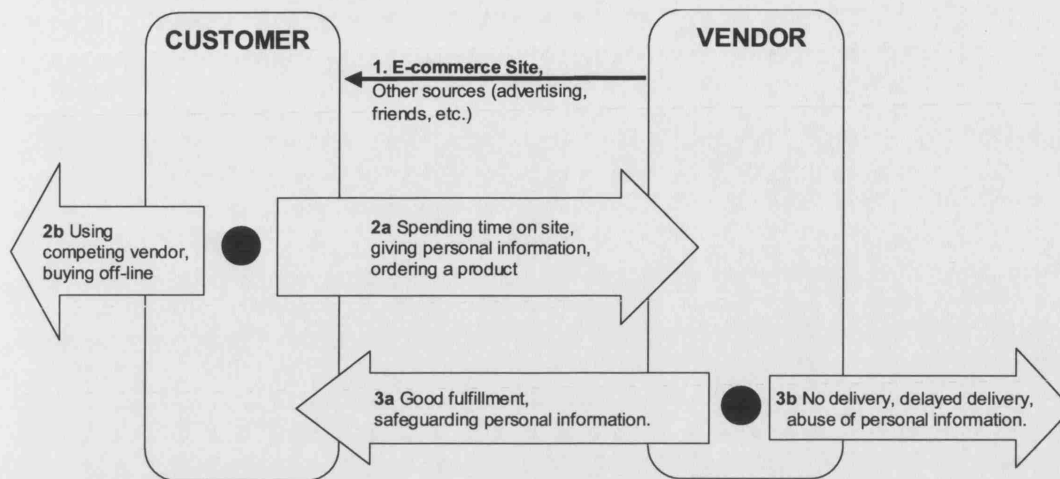 CUSTOMER
VENDOR
1. E-commerce Site,
Other sources (advertising,
friends, etc.)
2b Using
competing vendor,
buying off-line
2a Spending time on site,
giving personal information,
ordering a product
3a Good fulfillment,
safeguarding personal information.
3b No delivery, delayed delivery,
abuse of personal information.